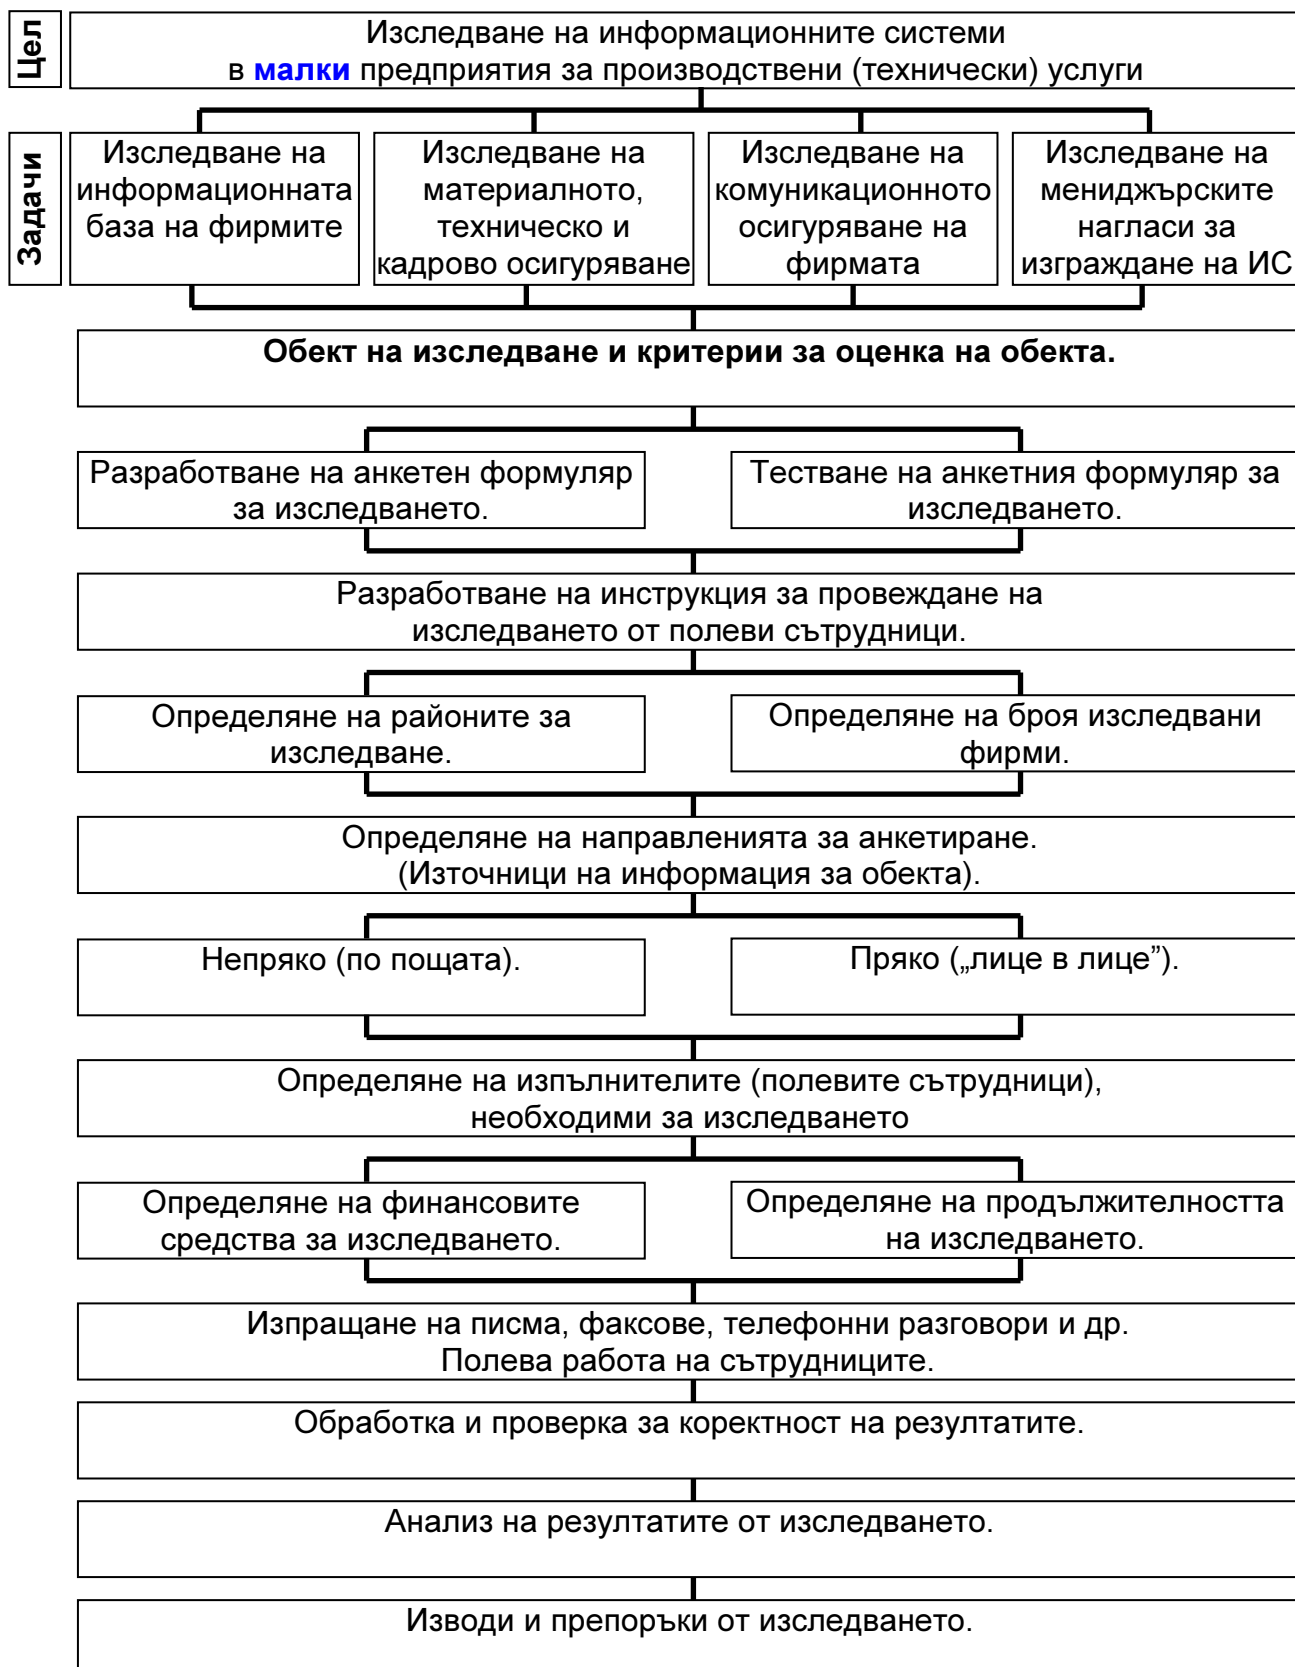 Цел
Изследване на информационните системи
в малки предприятия за производствени (технически) услуги
Задачи
Изследване на
информационната
база на фирмите
Изследване на
материалното,
техническо и
кадрово осигуряване
Изследване на
комуникационното
осигуряване на
фирмата
Изследване на
мениджърските
нагласи за
изграждане на ИС
Обект на изследване и критерии за оценка на обекта.
Разработване на анкетен формуляр
за изследването.
Тестване на анкетния формуляр за
изследването.
Разработване на инструкция за провеждане на
изследването от полеви сътрудници.
Определяне на районите за
изследване.
Определяне на броя изследвани
фирми.
Определяне на направленията за анкетиране.
(Източници на информация за обекта).
Непряко (по пощата).
Пряко („лице в лице”).
Определяне на изпълнителите (полевите сътрудници),
необходими за изследването
Определяне на финансовите
средства за изследването.
Определяне на продължителността
на изследването.
Изпращане на писма, факсове, телефонни разговори и др.
Полева работа на сътрудниците.
Обработка и проверка за коректност на резултатите.
Анализ на резултатите от изследването.
Изводи и препоръки от изследването.